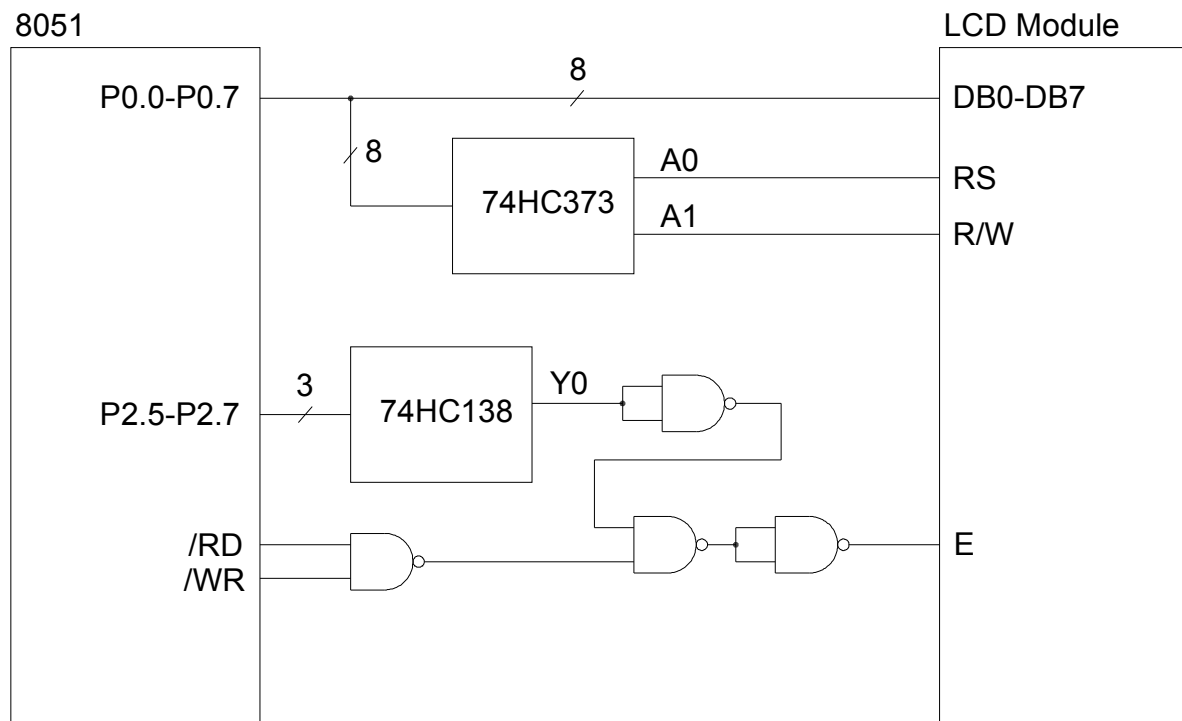 8051
LCD Module
P0.0-P0.7
8
DB0-DB7
8
74HC373
A0
RS
A1
R/W
P2.5-P2.7
3
74HC138
Y0
/RD
/WR
E